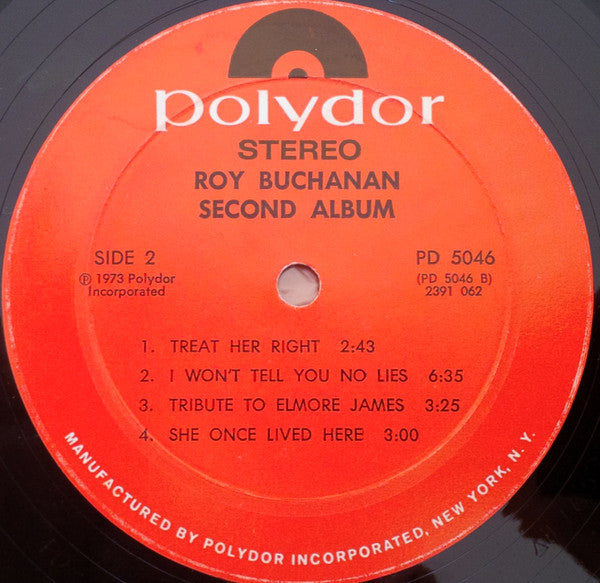 polydor
STEREO
ROY BUCHANAN
SECOND ALBUM
SIDE 2
℗ 1973 Polydor
Incorporated
PD 5046
(PD 5046 B)
2391 062
1. TREAT HER RIGHT 2:43
2. I WON'T TELL YOU NO LIES 6:35
3. TRIBUTE TO ELMORE JAMES 3:25
4. SHE ONCE LIVED HERE 3:00
MANUFACTURED BY POLYDOR INCORPORATED, NEW YORK, N.Y.